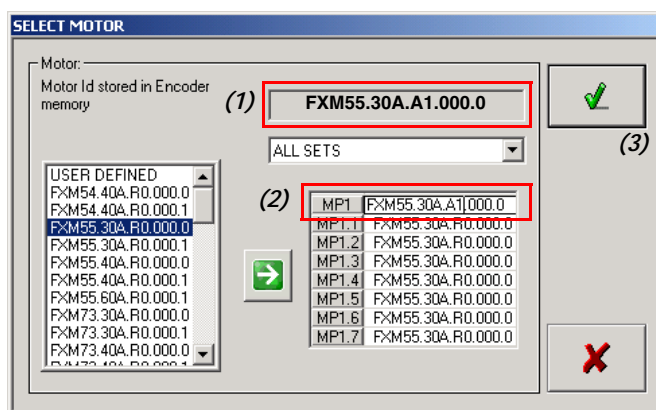 SELECT MOTOR
Motor:
Motor Id stored in Encoder
memory
(1)
FXM55.30A.A1.000.0
(3)
ALL SETS
USER DEFINED
FXM54.40A.R0.000.0
FXM54.40A.R0.000.1
FXM55.30A.R0.000.0
FXM55.30A.R0.000.1
FXM55.40A.R0.000.0
FXM55.40A.R0.000.1
FXM55.60A.R0.000.1
FXM73.30A.R0.000.0
FXM73.30A.R0.000.1
FXM73.40A.R0.000.0
FXM73.40A.R0.000.1
(2)
MP1 FXM55.30A.A1.000.0
MP1.1 FXM55.30A.R0.000.0
MP1.2 FXM55.30A.R0.000.0
MP1.3 FXM55.30A.R0.000.0
MP1.4 FXM55.30A.R0.000.0
MP1.5 FXM55.30A.R0.000.0
MP1.6 FXM55.30A.R0.000.0
MP1.7 FXM55.30A.R0.000.0